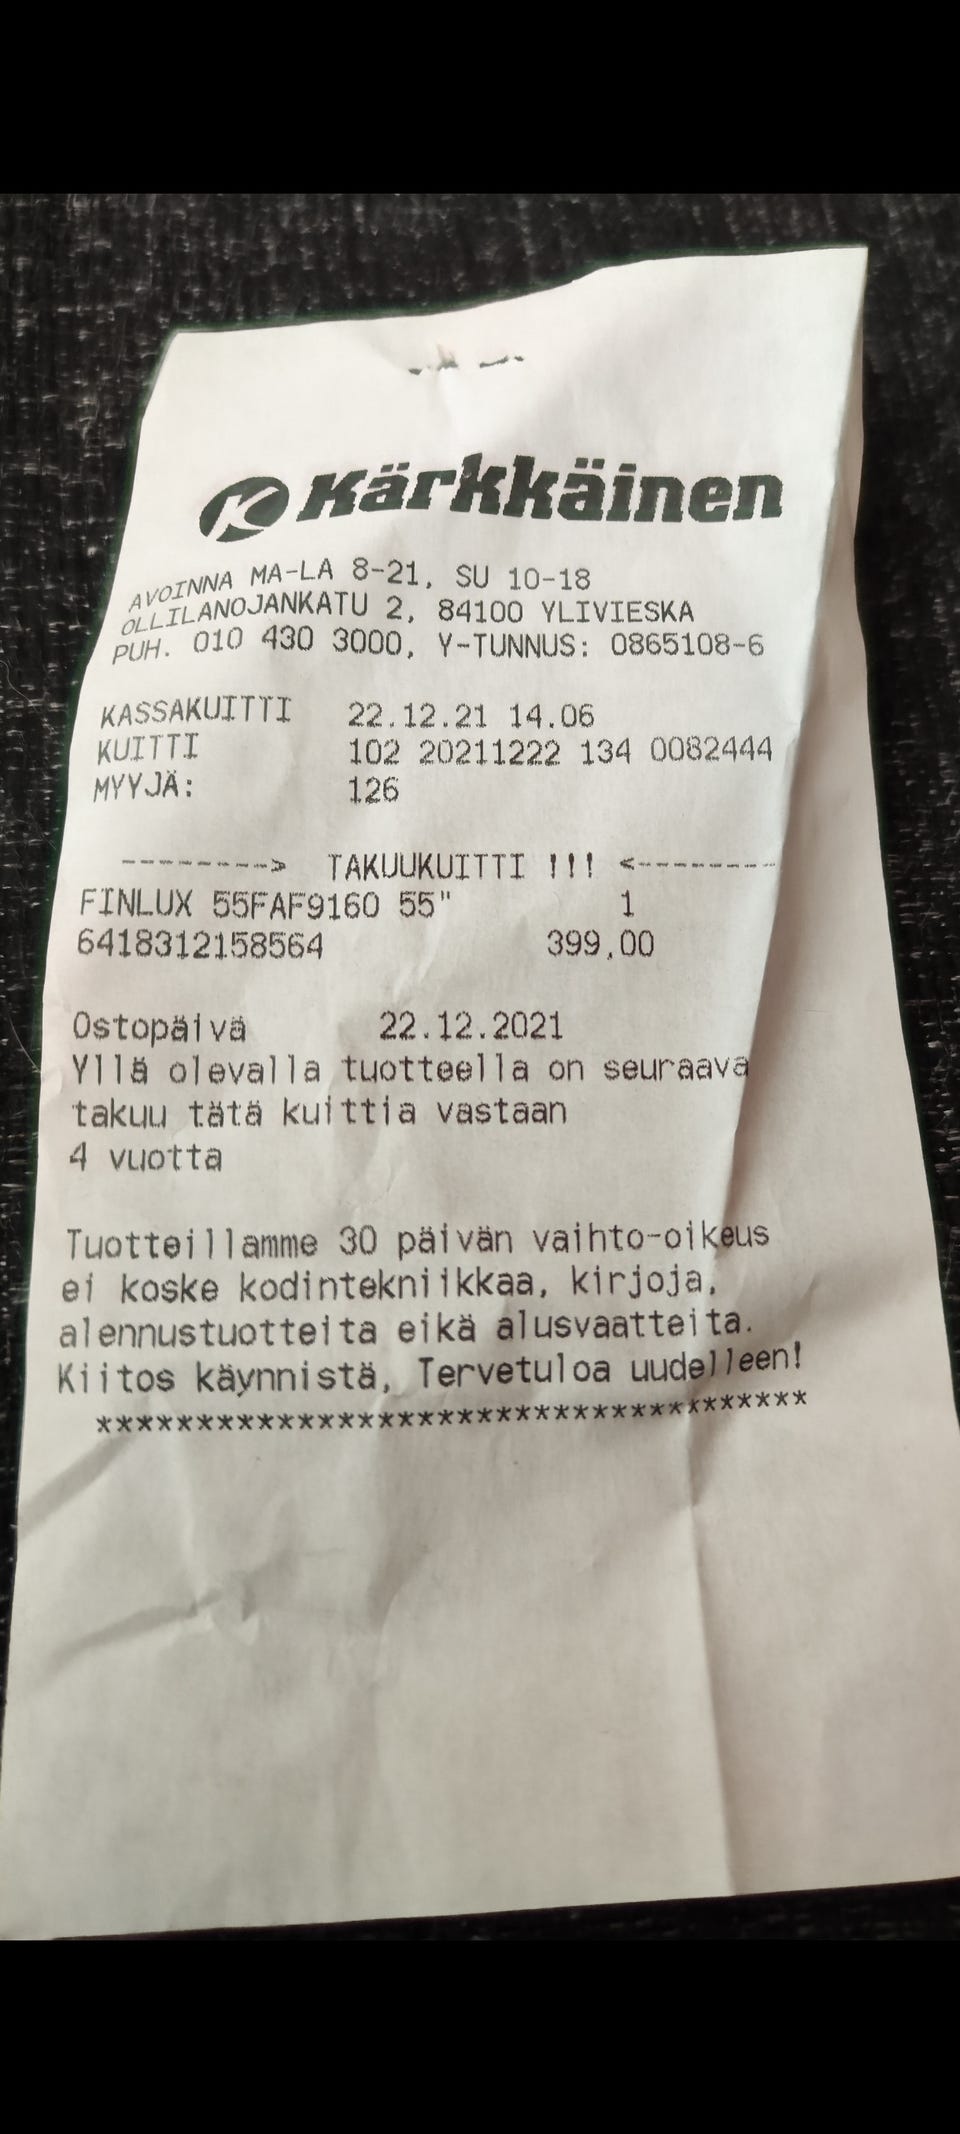 Kärkkäinen
AVOINNA MA-LA 8-21, SU 10-18
OLLILANOJANKATU 2, 84100 YLIVIESKA
PUH. 010 430 3000, Y-TUNNUS: 0865108-6
KASSAKUITTI 22.12.21 14.06
KUITTI 102 20211222 134 0082444
MYYJÄ: 126
--------> TAKUUKUITTI !!! <--------
FINLUX 55FAF9160 55" 1
6418312158564 399,00
Ostopäivä 22.12.2021
Yllä olevalla tuotteella on seuraava
takuu tätä kuittia vastaan
4 vuotta
Tuotteillamme 30 päivän vaihto-oikeus
ei koske kodintekniikkaa, kirjoja,
alennustuotteita eikä alusvaatteita.
Kiitos käynnistä, Tervetuloa uudelleen!
************************************